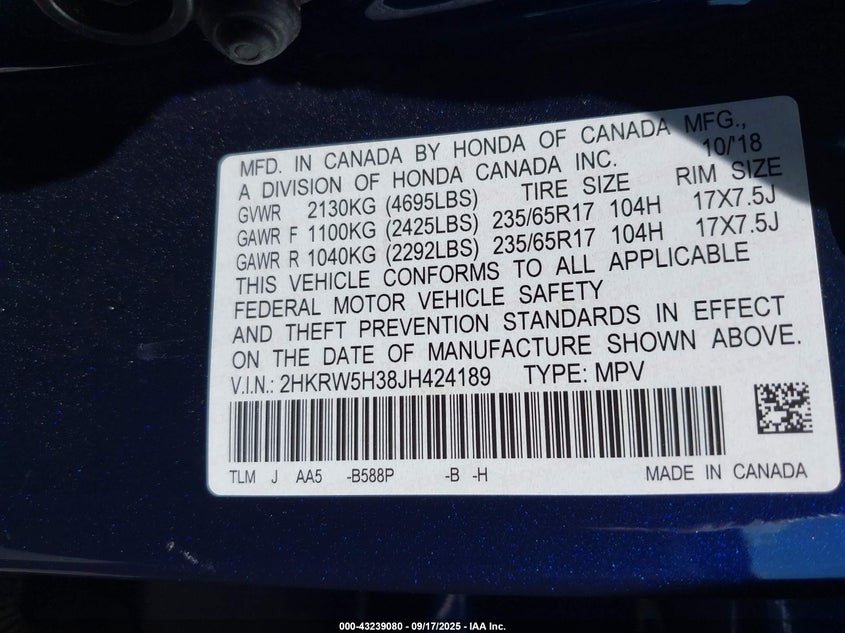 MFD. IN CANADA BY HONDA OF CANADA MFG.,
A DIVISION OF HONDA CANADA INC. 10/'18
GVWR 2130KG (4695LBS) TIRE SIZE RIM SIZE
GAWR F 1100KG (2425LBS) 235/65R17 104H 17X7.5J
GAWR R 1040KG (2292LBS) 235/65R17 104H 17X7.5J
THIS VEHICLE CONFORMS TO ALL APPLICABLE
FEDERAL MOTOR VEHICLE SAFETY
AND THEFT PREVENTION STANDARDS IN EFFECT
ON THE DATE OF MANUFACTURE SHOWN ABOVE.
V.I.N.: 2HKRW5H38JH424189 TYPE: MPV
TLM J AA5 -B588P -B -H MADE IN CANADA
000-43239080 - 09/17/2025 - IAA Inc.